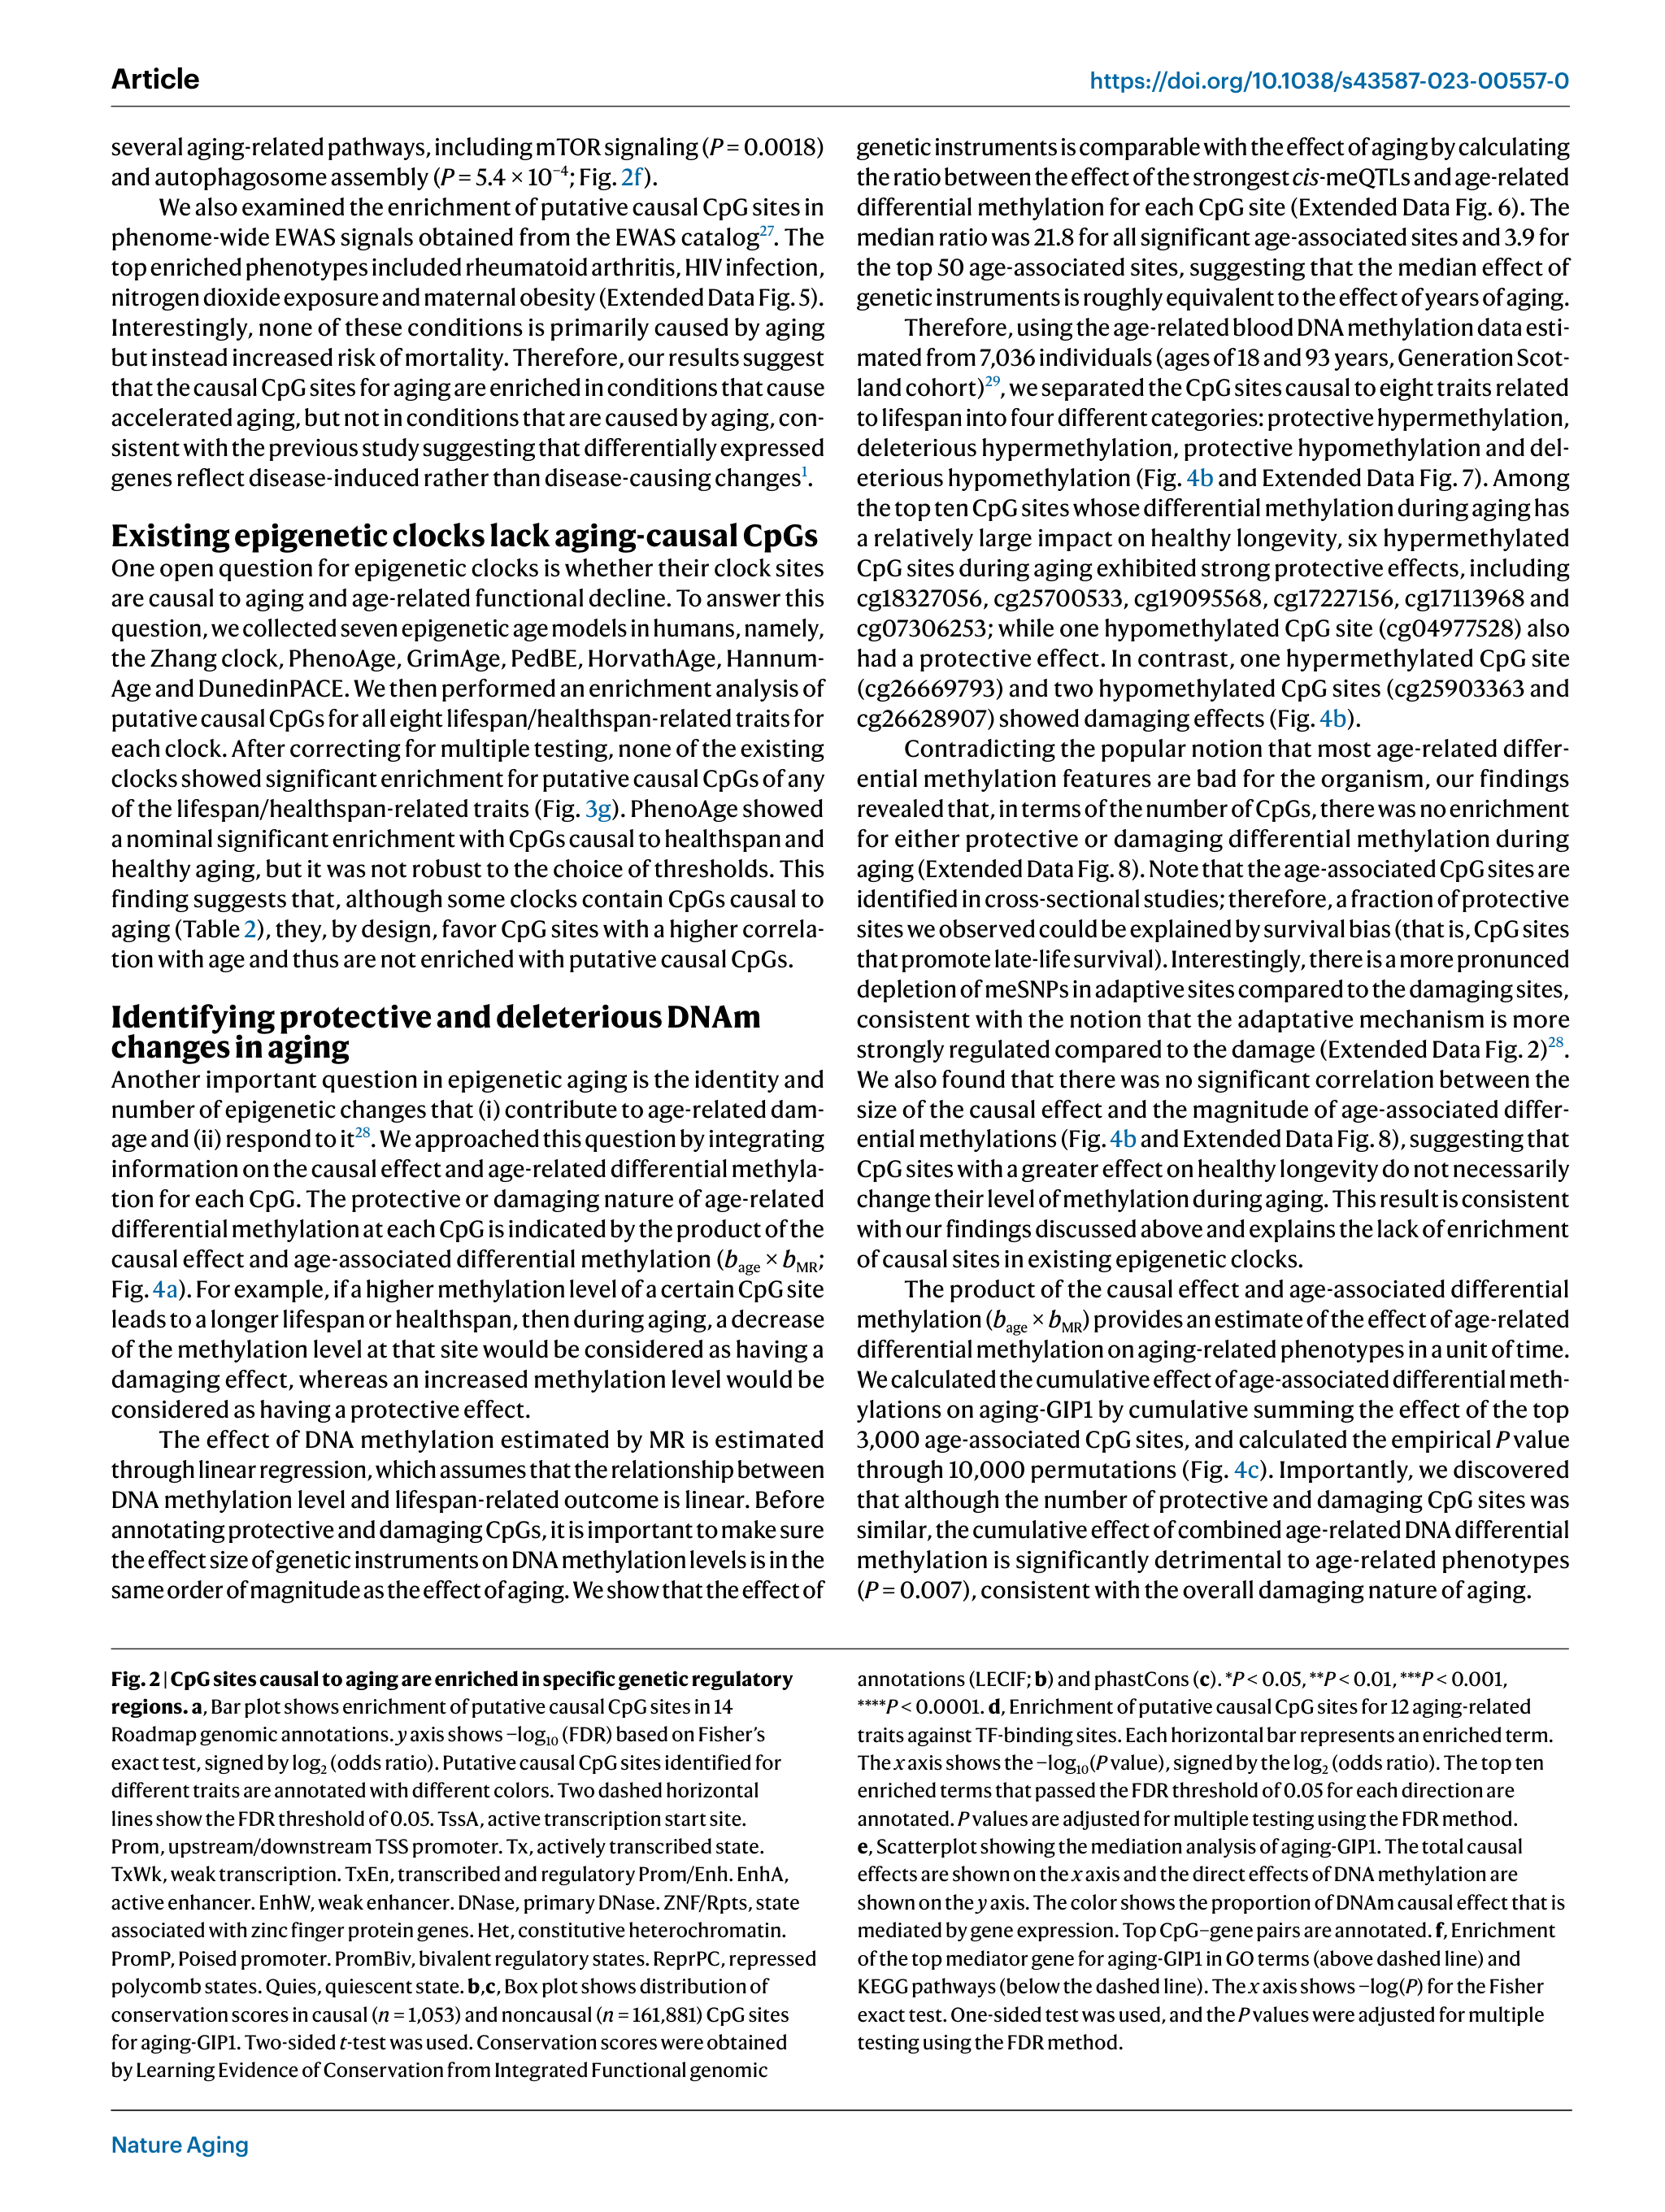 Article
https://doi.org/10.1038/s43587-023-00557-0
several aging-related pathways, including mTOR signaling (P = 0.0018)
and autophagosome assembly (P = 5.4 × 10⁻⁴; Fig. 2f).
We also examined the enrichment of putative causal CpG sites in
phenome-wide EWAS signals obtained from the EWAS catalog²⁷. The
top enriched phenotypes included rheumatoid arthritis, HIV infection,
nitrogen dioxide exposure and maternal obesity (Extended Data Fig. 5).
Interestingly, none of these conditions is primarily caused by aging
but instead increased risk of mortality. Therefore, our results suggest
that the causal CpG sites for aging are enriched in conditions that cause
accelerated aging, but not in conditions that are caused by aging, con-
sistent with the previous study suggesting that differentially expressed
genes reflect disease-induced rather than disease-causing changes¹.
Existing epigenetic clocks lack aging-causal CpGs
One open question for epigenetic clocks is whether their clock sites
are causal to aging and age-related functional decline. To answer this
question, we collected seven epigenetic age models in humans, namely,
the Zhang clock, PhenoAge, GrimAge, PedBE, HorvathAge, Hannum-
Age and DunedinPACE. We then performed an enrichment analysis of
putative causal CpGs for all eight lifespan/healthspan-related traits for
each clock. After correcting for multiple testing, none of the existing
clocks showed significant enrichment for putative causal CpGs of any
of the lifespan/healthspan-related traits (Fig. 3g). PhenoAge showed
a nominal significant enrichment with CpGs causal to healthspan and
healthy aging, but it was not robust to the choice of thresholds. This
finding suggests that, although some clocks contain CpGs causal to
aging (Table 2), they, by design, favor CpG sites with a higher correla-
tion with age and thus are not enriched with putative causal CpGs.
Identifying protective and deleterious DNAm
changes in aging
Another important question in epigenetic aging is the identity and
number of epigenetic changes that (i) contribute to age-related dam-
age and (ii) respond to it²⁸. We approached this question by integrating
information on the causal effect and age-related differential methyla-
tion for each CpG. The protective or damaging nature of age-related
differential methylation at each CpG is indicated by the product of the
causal effect and age-associated differential methylation (b_age × b_MR;
Fig. 4a). For example, if a higher methylation level of a certain CpG site
leads to a longer lifespan or healthspan, then during aging, a decrease
of the methylation level at that site would be considered as having a
damaging effect, whereas an increased methylation level would be
considered as having a protective effect.
The effect of DNA methylation estimated by MR is estimated
through linear regression, which assumes that the relationship between
DNA methylation level and lifespan-related outcome is linear. Before
annotating protective and damaging CpGs, it is important to make sure
the effect size of genetic instruments on DNA methylation levels is in the
same order of magnitude as the effect of aging. We show that the effect of
genetic instruments is comparable with the effect of aging by calculating
the ratio between the effect of the strongest cis-meQTLs and age-related
differential methylation for each CpG site (Extended Data Fig. 6). The
median ratio was 21.8 for all significant age-associated sites and 3.9 for
the top 50 age-associated sites, suggesting that the median effect of
genetic instruments is roughly equivalent to the effect of years of aging.
Therefore, using the age-related blood DNA methylation data esti-
mated from 7,036 individuals (ages of 18 and 93 years, Generation Scot-
land cohort)²⁹, we separated the CpG sites causal to eight traits related
to lifespan into four different categories: protective hypermethylation,
deleterious hypermethylation, protective hypomethylation and del-
eterious hypomethylation (Fig. 4b and Extended Data Fig. 7). Among
the top ten CpG sites whose differential methylation during aging has
a relatively large impact on healthy longevity, six hypermethylated
CpG sites during aging exhibited strong protective effects, including
cg18327056, cg25700533, cg19095568, cg17227156, cg17113968 and
cg07306253; while one hypomethylated CpG site (cg04977528) also
had a protective effect. In contrast, one hypermethylated CpG site
(cg26669793) and two hypomethylated CpG sites (cg25903363 and
cg26628907) showed damaging effects (Fig. 4b).
Contradicting the popular notion that most age-related differ-
ential methylation features are bad for the organism, our findings
revealed that, in terms of the number of CpGs, there was no enrichment
for either protective or damaging differential methylation during
aging (Extended Data Fig. 8). Note that the age-associated CpG sites are
identified in cross-sectional studies; therefore, a fraction of protective
sites we observed could be explained by survival bias (that is, CpG sites
that promote late-life survival). Interestingly, there is a more pronounced
depletion of meSNPs in adaptive sites compared to the damaging sites,
consistent with the notion that the adaptative mechanism is more
strongly regulated compared to the damage (Extended Data Fig. 2)²⁸.
We also found that there was no significant correlation between the
size of the causal effect and the magnitude of age-associated differ-
ential methylations (Fig. 4b and Extended Data Fig. 8), suggesting that
CpG sites with a greater effect on healthy longevity do not necessarily
change their level of methylation during aging. This result is consistent
with our findings discussed above and explains the lack of enrichment
of causal sites in existing epigenetic clocks.
The product of the causal effect and age-associated differential
methylation (b_age × b_MR) provides an estimate of the effect of age-related
differential methylation on aging-related phenotypes in a unit of time.
We calculated the cumulative effect of age-associated differential meth-
ylations on aging-GIP1 by cumulative summing the effect of the top
3,000 age-associated CpG sites, and calculated the empirical P value
through 10,000 permutations (Fig. 4c). Importantly, we discovered
that although the number of protective and damaging CpG sites was
similar, the cumulative effect of combined age-related DNA differential
methylation is significantly detrimental to age-related phenotypes
(P = 0.007), consistent with the overall damaging nature of aging.
Fig. 2 | CpG sites causal to aging are enriched in specific genetic regulatory
regions. a, Bar plot shows enrichment of putative causal CpG sites in 14
Roadmap genomic annotations. y axis shows −log₁₀ (FDR) based on Fisher's
exact test, signed by log₂ (odds ratio). Putative causal CpG sites identified for
different traits are annotated with different colors. Two dashed horizontal
lines show the FDR threshold of 0.05. TssA, active transcription start site.
Prom, upstream/downstream TSS promoter. Tx, actively transcribed state.
TxWk, weak transcription. TxEn, transcribed and regulatory Prom/Enh. EnhA,
active enhancer. EnhW, weak enhancer. DNase, primary DNase. ZNF/Rpts, state
associated with zinc finger protein genes. Het, constitutive heterochromatin.
PromP, Poised promoter. PromBiv, bivalent regulatory states. ReprPC, repressed
polycomb states. Quies, quiescent state. b,c, Box plot shows distribution of
conservation scores in causal (n = 1,053) and noncausal (n = 161,881) CpG sites
for aging-GIP1. Two-sided t-test was used. Conservation scores were obtained
by Learning Evidence of Conservation from Integrated Functional genomic
annotations (LECIF; b) and phastCons (c). *P < 0.05, **P < 0.01, ***P < 0.001,
****P < 0.0001. d, Enrichment of putative causal CpG sites for 12 aging-related
traits against TF-binding sites. Each horizontal bar represents an enriched term.
The x axis shows the −log₁₀(P value), signed by the log₂ (odds ratio). The top ten
enriched terms that passed the FDR threshold of 0.05 for each direction are
annotated. P values are adjusted for multiple testing using the FDR method.
e, Scatterplot showing the mediation analysis of aging-GIP1. The total causal
effects are shown on the x axis and the direct effects of DNA methylation are
shown on the y axis. The color shows the proportion of DNAm causal effect that is
mediated by gene expression. Top CpG–gene pairs are annotated. f, Enrichment
of the top mediator gene for aging-GIP1 in GO terms (above dashed line) and
KEGG pathways (below the dashed line). The x axis shows −log(P) for the Fisher
exact test. One-sided test was used, and the P values were adjusted for multiple
testing using the FDR method.
Nature Aging